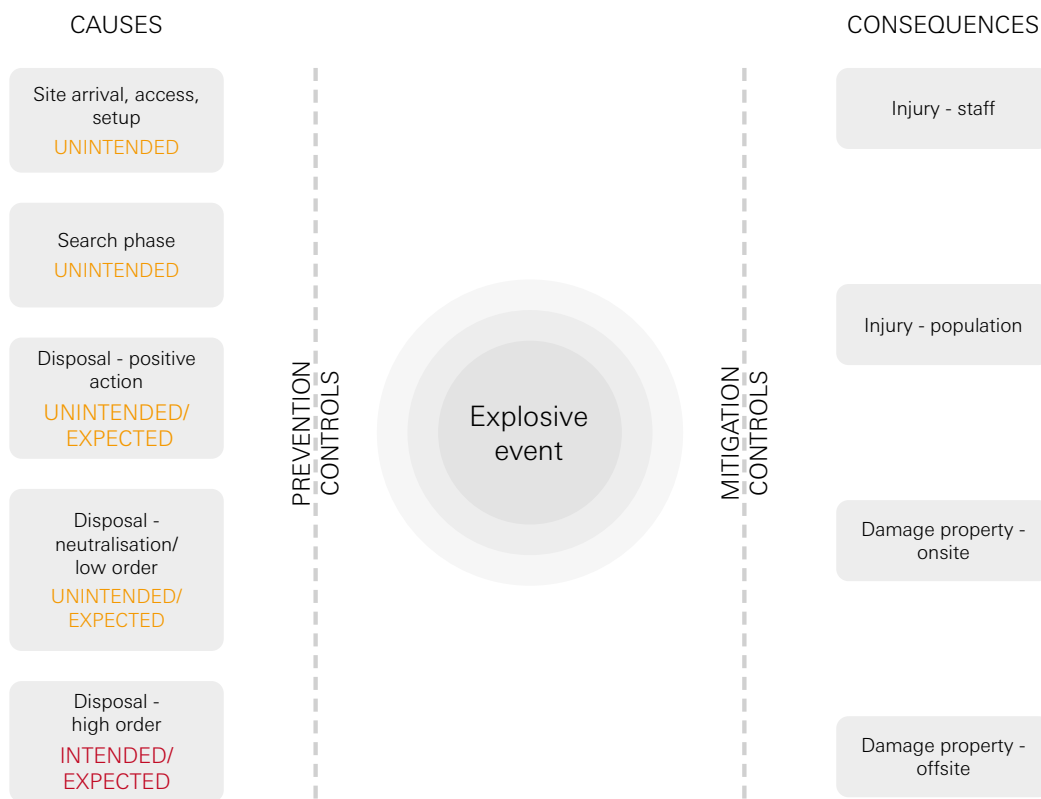 CAUSES
Site arrival, access,
setup
UNINTENDED
Search phase
UNINTENDED
Disposal - positive
action
UNINTENDED/
EXPECTED
Disposal -
neutralisation/
low order
UNINTENDED/
EXPECTED
Disposal -
high order
INTENDED/
EXPECTED
PREVENTION
CONTROLS
Explosive
event
MITIGATION
CONTROLS
CONSEQUENCES
Injury - staff
Injury - population
Damage property -
onsite
Damage property -
offsite